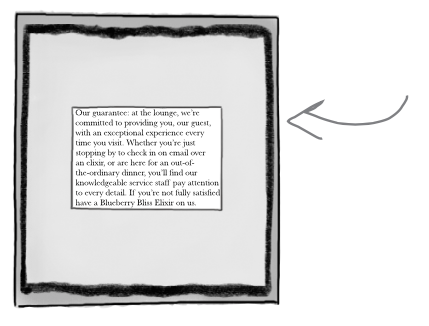 Our guarantee: at the lounge, we're
committed to providing you, our guest,
with an exceptional experience every
time you visit. Whether you're just
stopping by to check in on email over
an elixir, or are here for an out-of-
the-ordinary dinner, you'll find our
knowledgeable service staff pay attention
to every detail. If you're not fully satisfied
have a Blueberry Bliss Elixir on us.